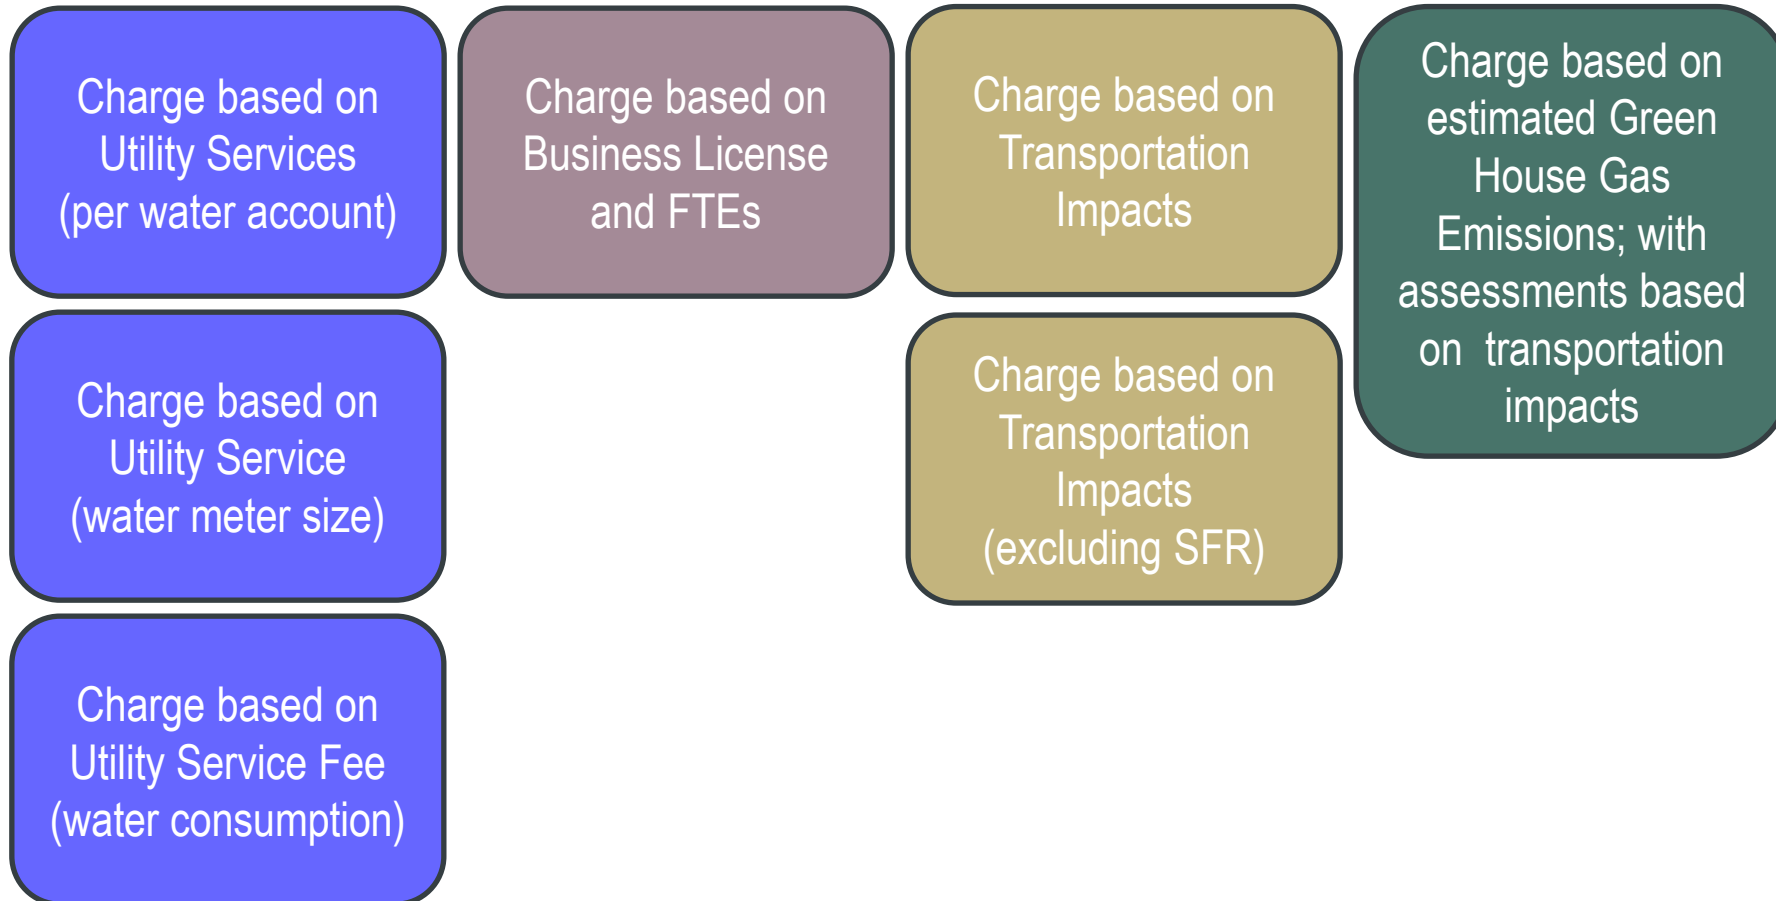 Charge based on
Utility Services
(per water account)
Charge based on
Business License
and FTEs
Charge based on
Transportation
Impacts
Charge based on
estimated Green
House Gas
Emissions; with
assessments based
on transportation
impacts
Charge based on
Utility Service
(water meter size)
Charge based on
Transportation
Impacts
(excluding SFR)
Charge based on
Utility Service Fee
(water consumption)